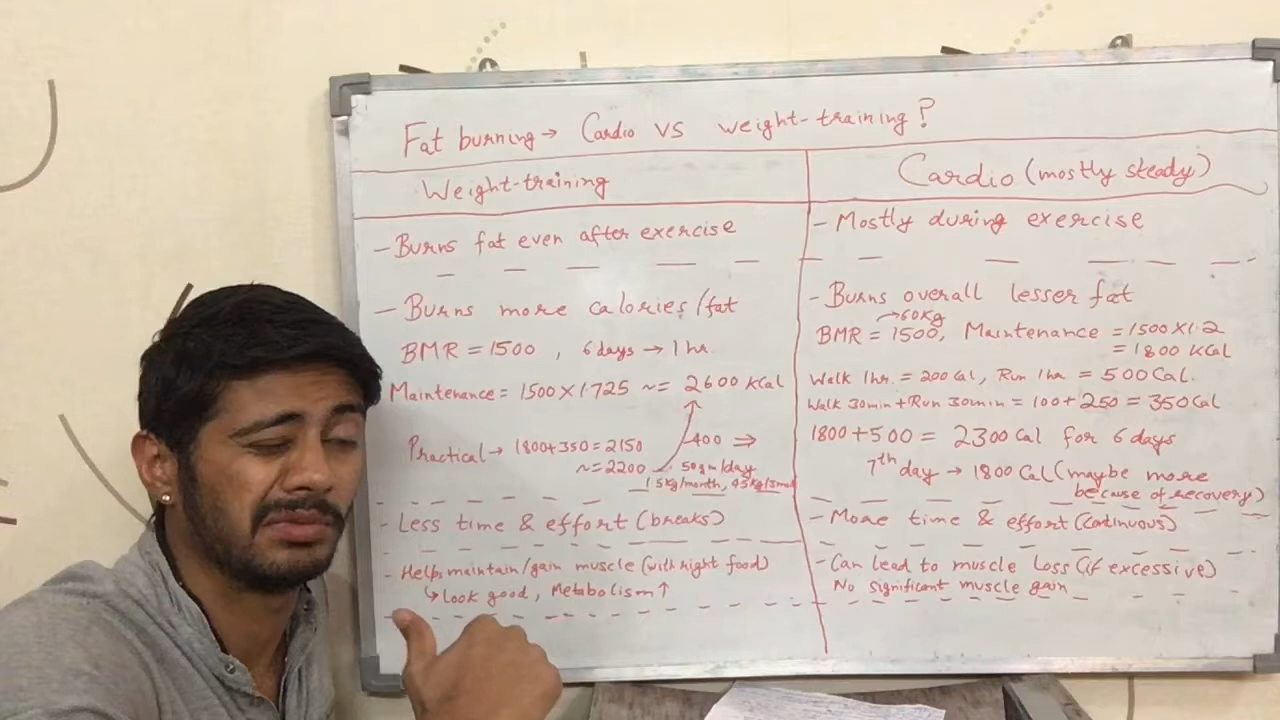 Fat burning → Cardio vs weight-training?
Weight-training
- Burns fat even after exercise
- Burns more calories/fat
BMR = 1500 , 6 days → 1 hr.
Maintenance = 1500 X 1.725 ~= 2600 KCal
Practical → 1800+350 = 2150
~= 2200
400 ⇒
50gm/day
1.5kg/month, 4.5kg/3mon
- Less time & effort (breaks)
- Helps maintain/gain muscle (with right food)
↳ Look good, Metabolism ↑
Cardio (mostly steady)
- Mostly during exercise
- Burns overall lesser fat
→ 60Kg
BMR = 1500, Maintenance = 1500 X 1.2
= 1800 KCal
Walk 1hr. = 200 Cal, Run 1hr = 500 Cal.
Walk 30min + Run 30min = 100 + 250 = 350 Cal
1800 + 500 = 2300 Cal for 6 days
7th day → 1800 Cal (maybe more
because of recovery)
- More time & effort (Continuous)
- Can lead to muscle loss (if excessive)
No significant muscle gain